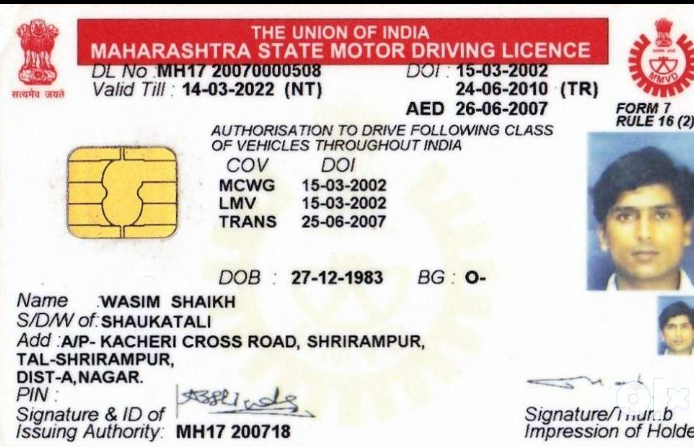 THE UNION OF INDIA
MAHARASHTRA STATE MOTOR DRIVING LICENCE
सत्यमेव जयते
MMVD
DL No : MH17 20070000508 DOI : 15-03-2002
Valid Till : 14-03-2022 (NT) 24-06-2010 (TR)
AED 26-06-2007
FORM 7
RULE 16 (2)
AUTHORISATION TO DRIVE FOLLOWING CLASS
OF VEHICLES THROUGHOUT INDIA
COV DOI
MCWG 15-03-2002
LMV 15-03-2002
TRANS 25-06-2007
DOB : 27-12-1983 BG : O-
Name : WASIM SHAIKH
S/D/W of : SHAUKATALI
Add : A/P- KACHERI CROSS ROAD, SHRIRAMPUR,
TAL-SHRIRAMPUR,
DIST-A,NAGAR.
PIN :
Signature & ID of
Issuing Authority: MH17 200718
olx
Signature/Thumb
Impression of Holde